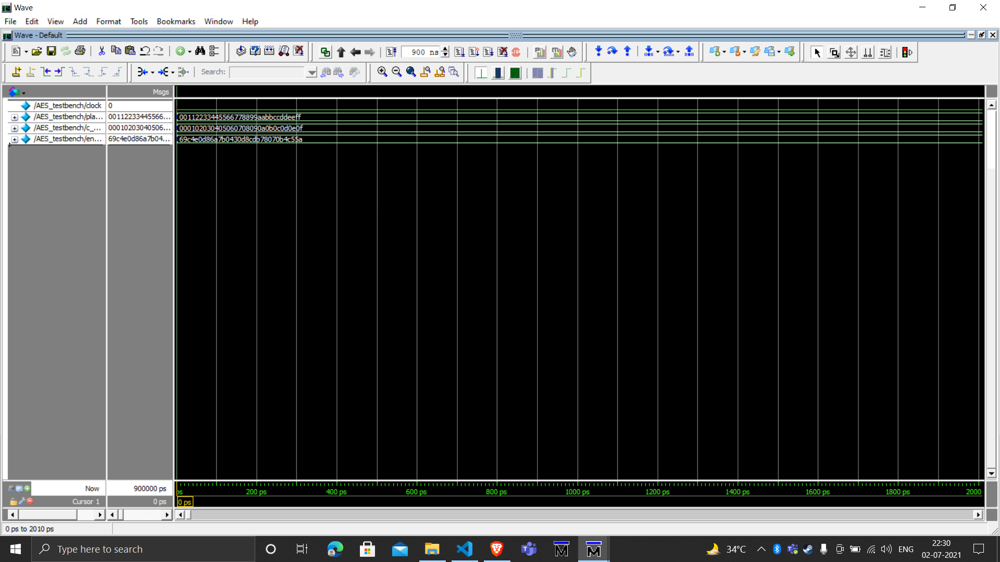 Wave
File Edit View Add Format Tools Bookmarks Window Help
Wave - Default
900 ns
Search:
Msgs
/AES_testbench/clock 0
/AES_testbench/pla... 00112233445566... 00112233445566778899aabbccddeeff
/AES_testbench/c_... 00010203040506... 000102030405060708090a0b0c0d0e0f
/AES_testbench/en... 69c4e0d86a7b04... 69c4e0d86a7b0430d8cdb78070b4c55a
Now 900000 ps ps 200 ps 400 ps 600 ps 800 ps 1000 ps 1200 ps 1400 ps 1600 ps 1800 ps 2000
Cursor 1 0 ps 0 ps
0 ps to 2010 ps
Type here to search 34°C ENG 22:30
02-07-2021